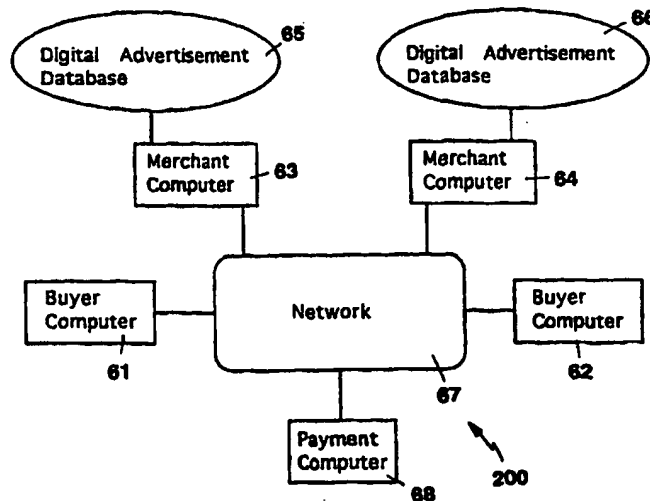 65
Digital Advertisement
Database
66
Digital Advertisement
Database
Merchant
Computer
63
Merchant
Computer
64
Buyer
Computer
61
Network
67
Buyer
Computer
62
Payment
Computer
68
200